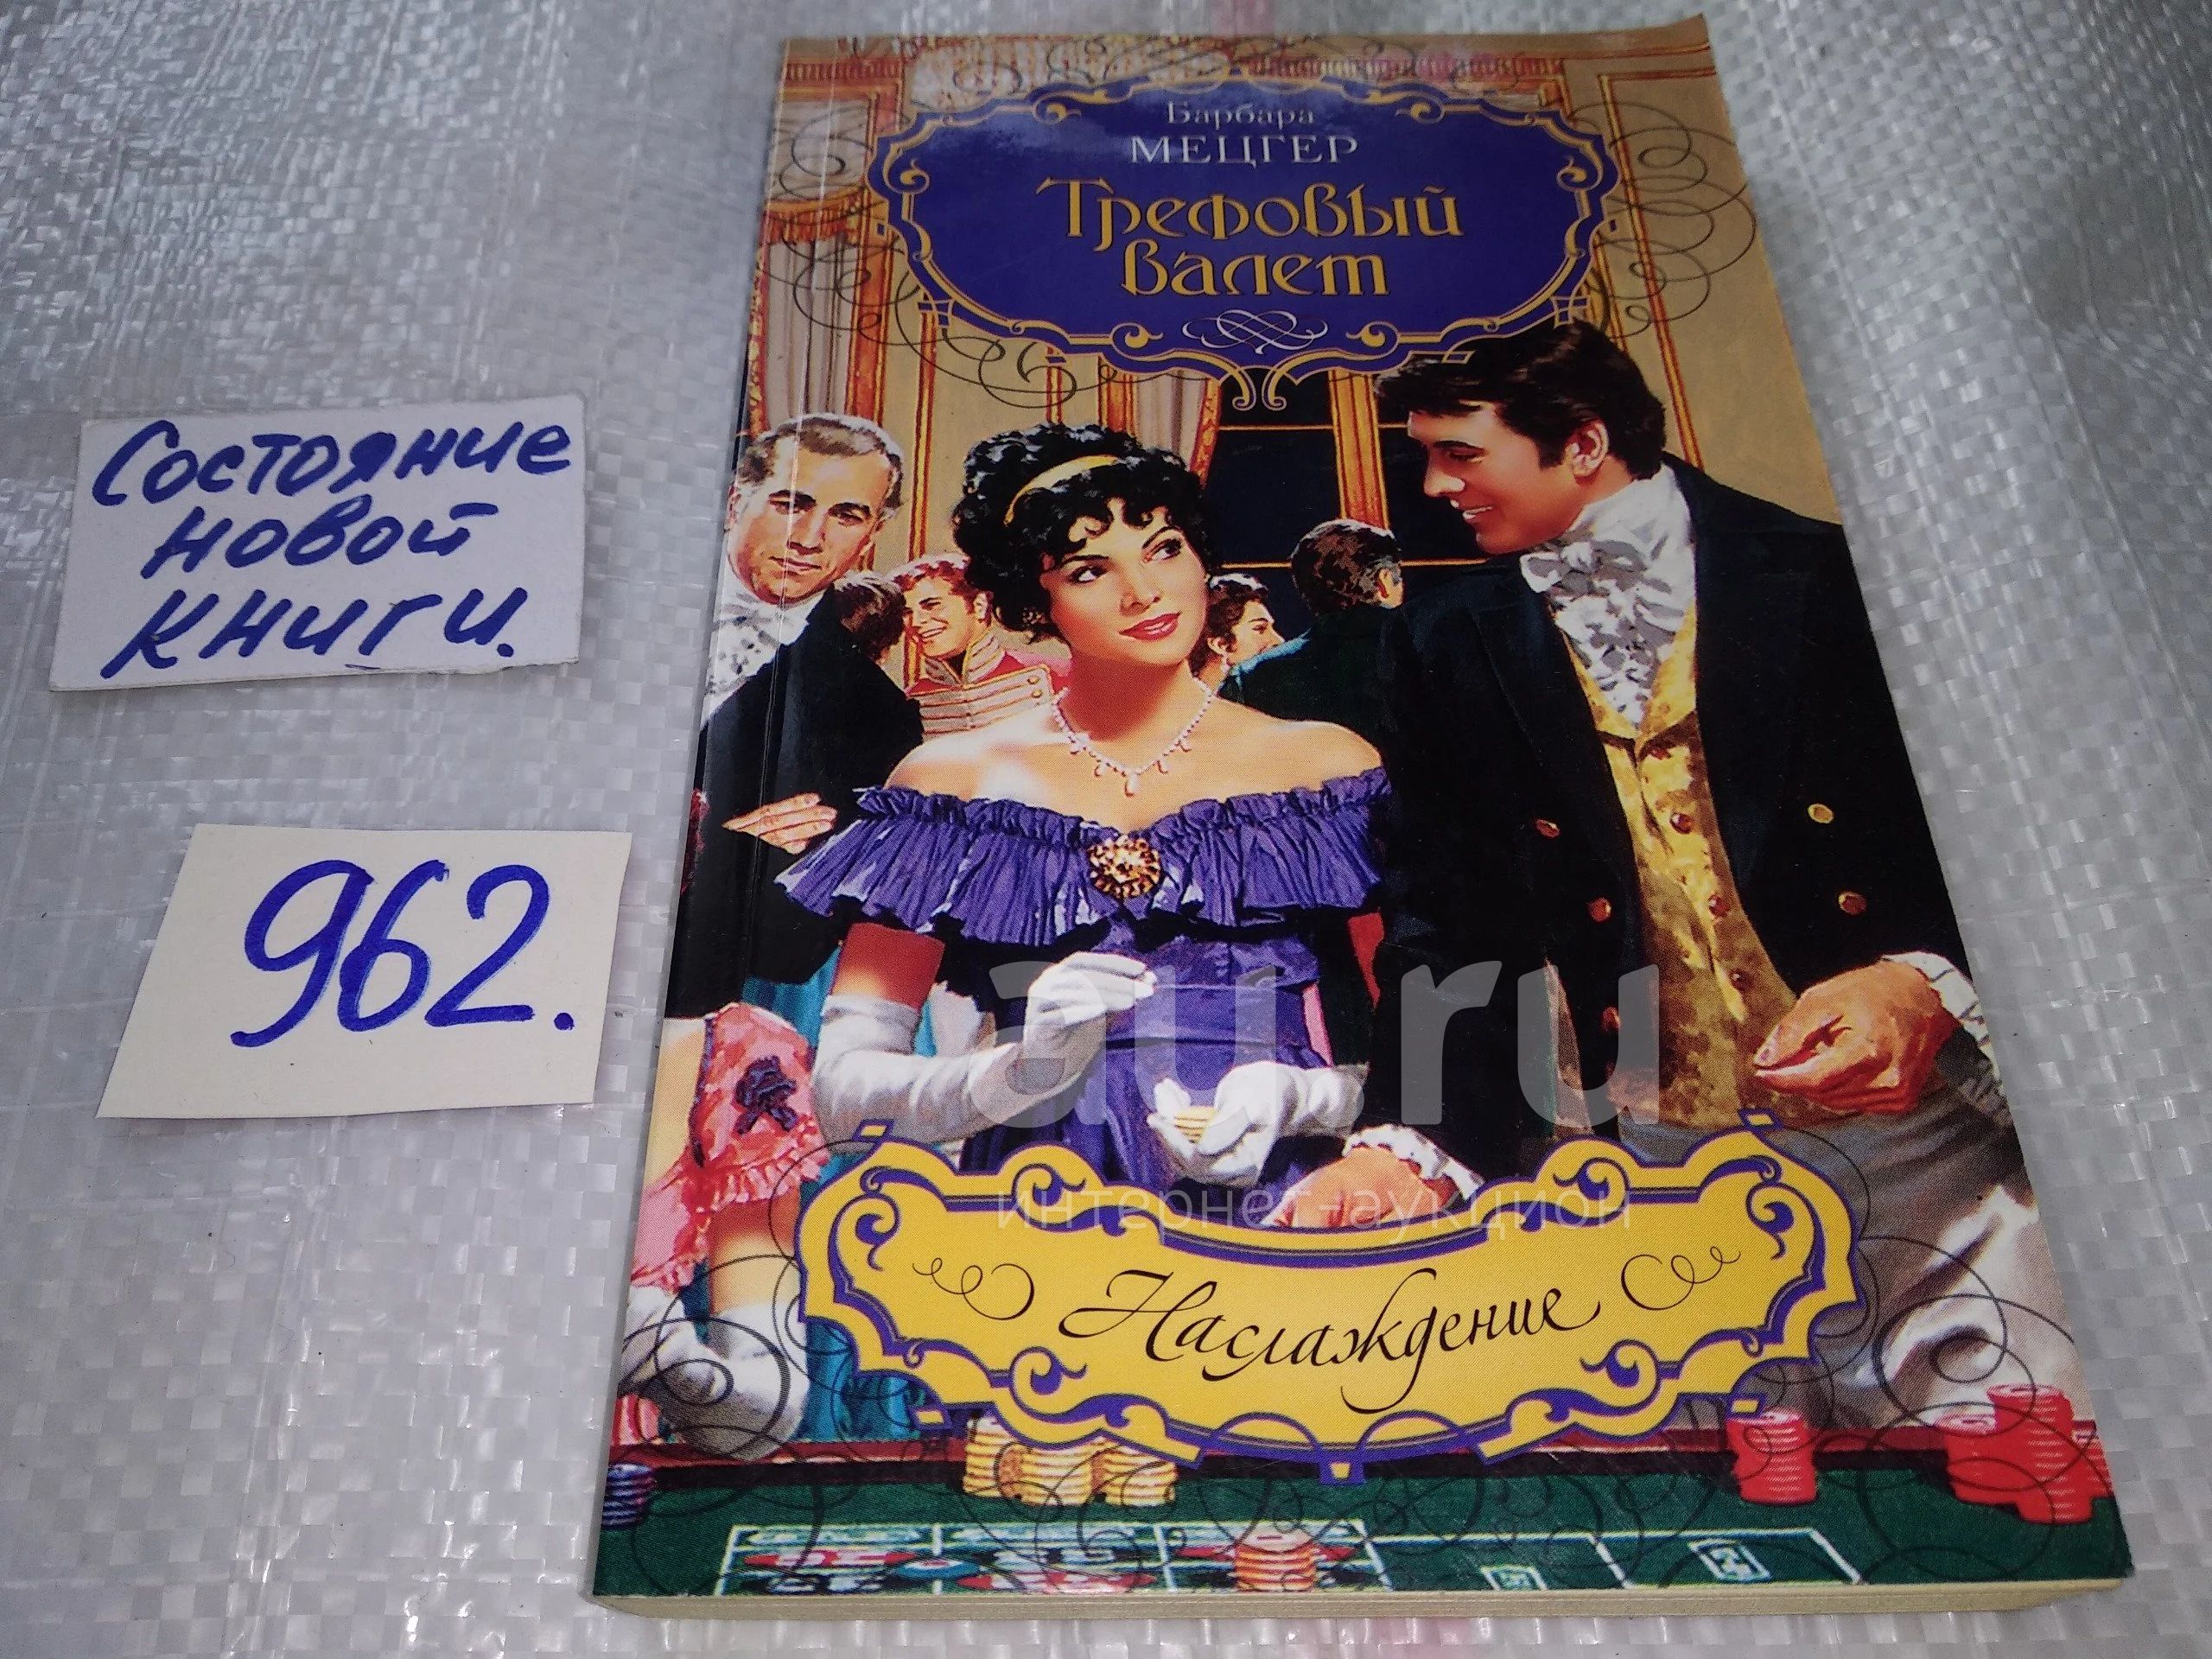 Барбара
МЕЦГЕР
Трефовый
валет
Состояние
новой
книги.
962.
au.ru
интернет-аукцион
Наслаждение